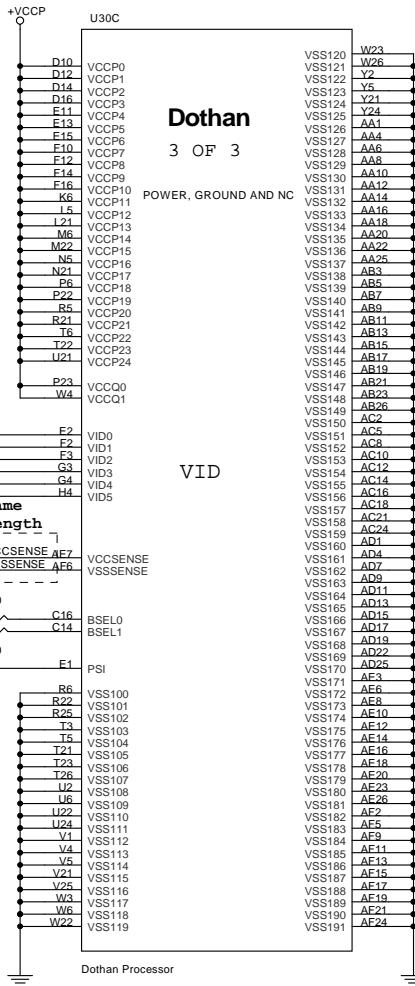 +VCCP
U30C
Dothan
3 OF 3
POWER, GROUND AND NC
D10 VCCP0
D12 VCCP1
D14 VCCP2
D16 VCCP3
E11 VCCP4
E13 VCCP5
E15 VCCP6
F10 VCCP7
F12 VCCP8
F14 VCCP9
F16 VCCP10
K6 VCCP11
L5 VCCP12
L21 VCCP13
M6 VCCP14
M22 VCCP15
N5 VCCP16
N21 VCCP17
P6 VCCP18
P22 VCCP19
R5 VCCP20
R21 VCCP21
T6 VCCP22
T22 VCCP23
U21 VCCP24
P23 VCCQ0
W4 VCCQ1
E2 VID0
F2 VID1
F3 VID2
G3 VID3
G4 VID4
H4 VID5
VID
AF7 VCCSENSE
AF6 VSSSENSE
C16 BSEL0
C14 BSEL1
E1 PSI
R6 VSS100
R22 VSS101
R25 VSS102
T3 VSS103
T5 VSS104
T21 VSS105
T23 VSS106
T26 VSS107
U2 VSS108
U6 VSS109
U22 VSS110
U24 VSS111
V1 VSS112
V4 VSS113
V5 VSS114
V21 VSS115
V25 VSS116
W3 VSS117
W6 VSS118
W22 VSS119
VSS120 W23
VSS121 W26
VSS122 Y2
VSS123 Y5
VSS124 Y21
VSS125 Y24
VSS126 AA1
VSS127 AA4
VSS128 AA6
VSS129 AA8
VSS130 AA10
VSS131 AA12
VSS132 AA14
VSS133 AA16
VSS134 AA18
VSS135 AA20
VSS136 AA22
VSS137 AA25
VSS138 AB3
VSS139 AB5
VSS140 AB7
VSS141 AB9
VSS142 AB11
VSS143 AB13
VSS144 AB15
VSS145 AB17
VSS146 AB19
VSS147 AB21
VSS148 AB23
VSS149 AB26
VSS150 AC2
VSS151 AC5
VSS152 AC8
VSS153 AC10
VSS154 AC12
VSS155 AC14
VSS156 AC16
VSS157 AC18
VSS158 AC21
VSS159 AC24
VSS160 AD1
VSS161 AD4
VSS162 AD7
VSS163 AD9
VSS164 AD11
VSS165 AD13
VSS166 AD15
VSS167 AD17
VSS168 AD19
VSS169 AD22
VSS170 AD25
VSS171 AE3
VSS172 AE6
VSS173 AE8
VSS174 AE10
VSS175 AE12
VSS176 AE14
VSS177 AE16
VSS178 AE18
VSS179 AE20
VSS180 AE23
VSS181 AE26
VSS182 AF2
VSS183 AF5
VSS184 AF9
VSS185 AF11
VSS186 AF13
VSS187 AF15
VSS188 AF17
VSS189 AF19
VSS190 AF21
VSS191 AF24
Dothan Processor